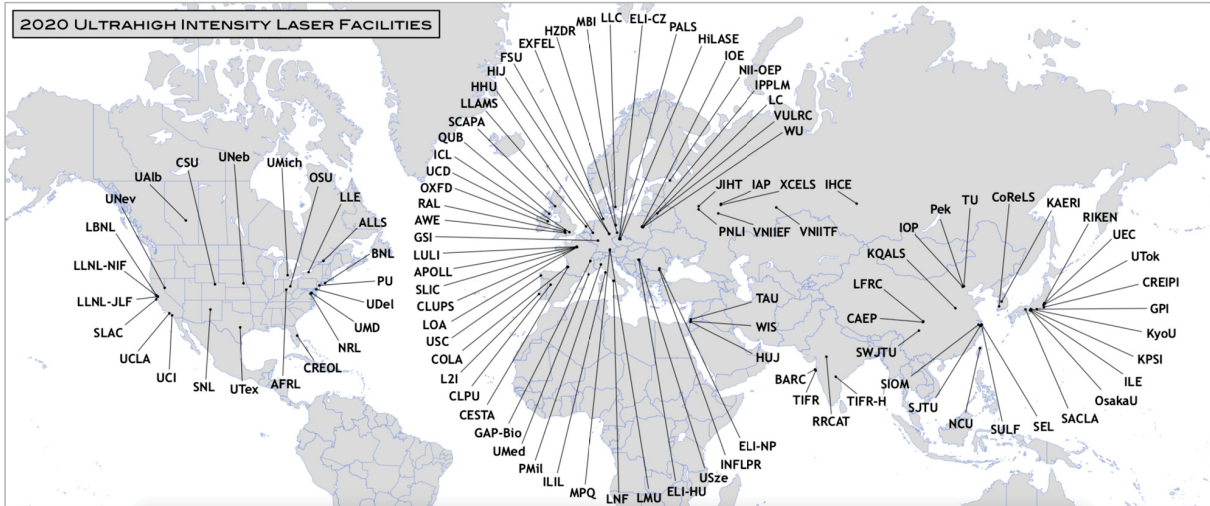 2020 Ultrahigh Intensity Laser Facilities
UAlb
CSU
UNeb
UMich
OSU
LLE
ALLS
BNL
PU
UDel
UMD
NRL
CREOL
AFRL
UTex
SNL
UCI
UCLA
SLAC
LLNL-JLF
LLNL-NIF
LBNL
UNev
LLC
ELI-CZ
PALS
HiLASE
IOE
NII-OEP
IPPLM
LC
VULRC
WU
MBI
HZDR
EXFEL
FSU
HIJ
HHU
LLAMS
SCAPA
QUB
ICL
UCD
OXFD
RAL
AWE
GSI
LULI
APOLL
SLIC
CLUPS
LOA
USC
COLA
L2I
CLPU
CESTA
GAP-Bio
UMed
PMil
ILIL
MPQ
LNF
LMU
ELI-HU
USze
INFLPR
ELI-NP
TAU
WIS
HUJ
JIHT
IAP
XCELS
IHCE
PNLI
VNIIEF
VNIITF
BARC
TIFR
RRCAT
TIFR-H
KQALS
IOP
Pek
TU
CoReLS
KAERI
RIKEN
UEC
UTok
CREIPI
GPI
KyoU
KPSI
ILE
OsakaU
SACLA
SEL
SULF
NCU
SJTU
SIOM
SWJTU
CAEP
LFRC